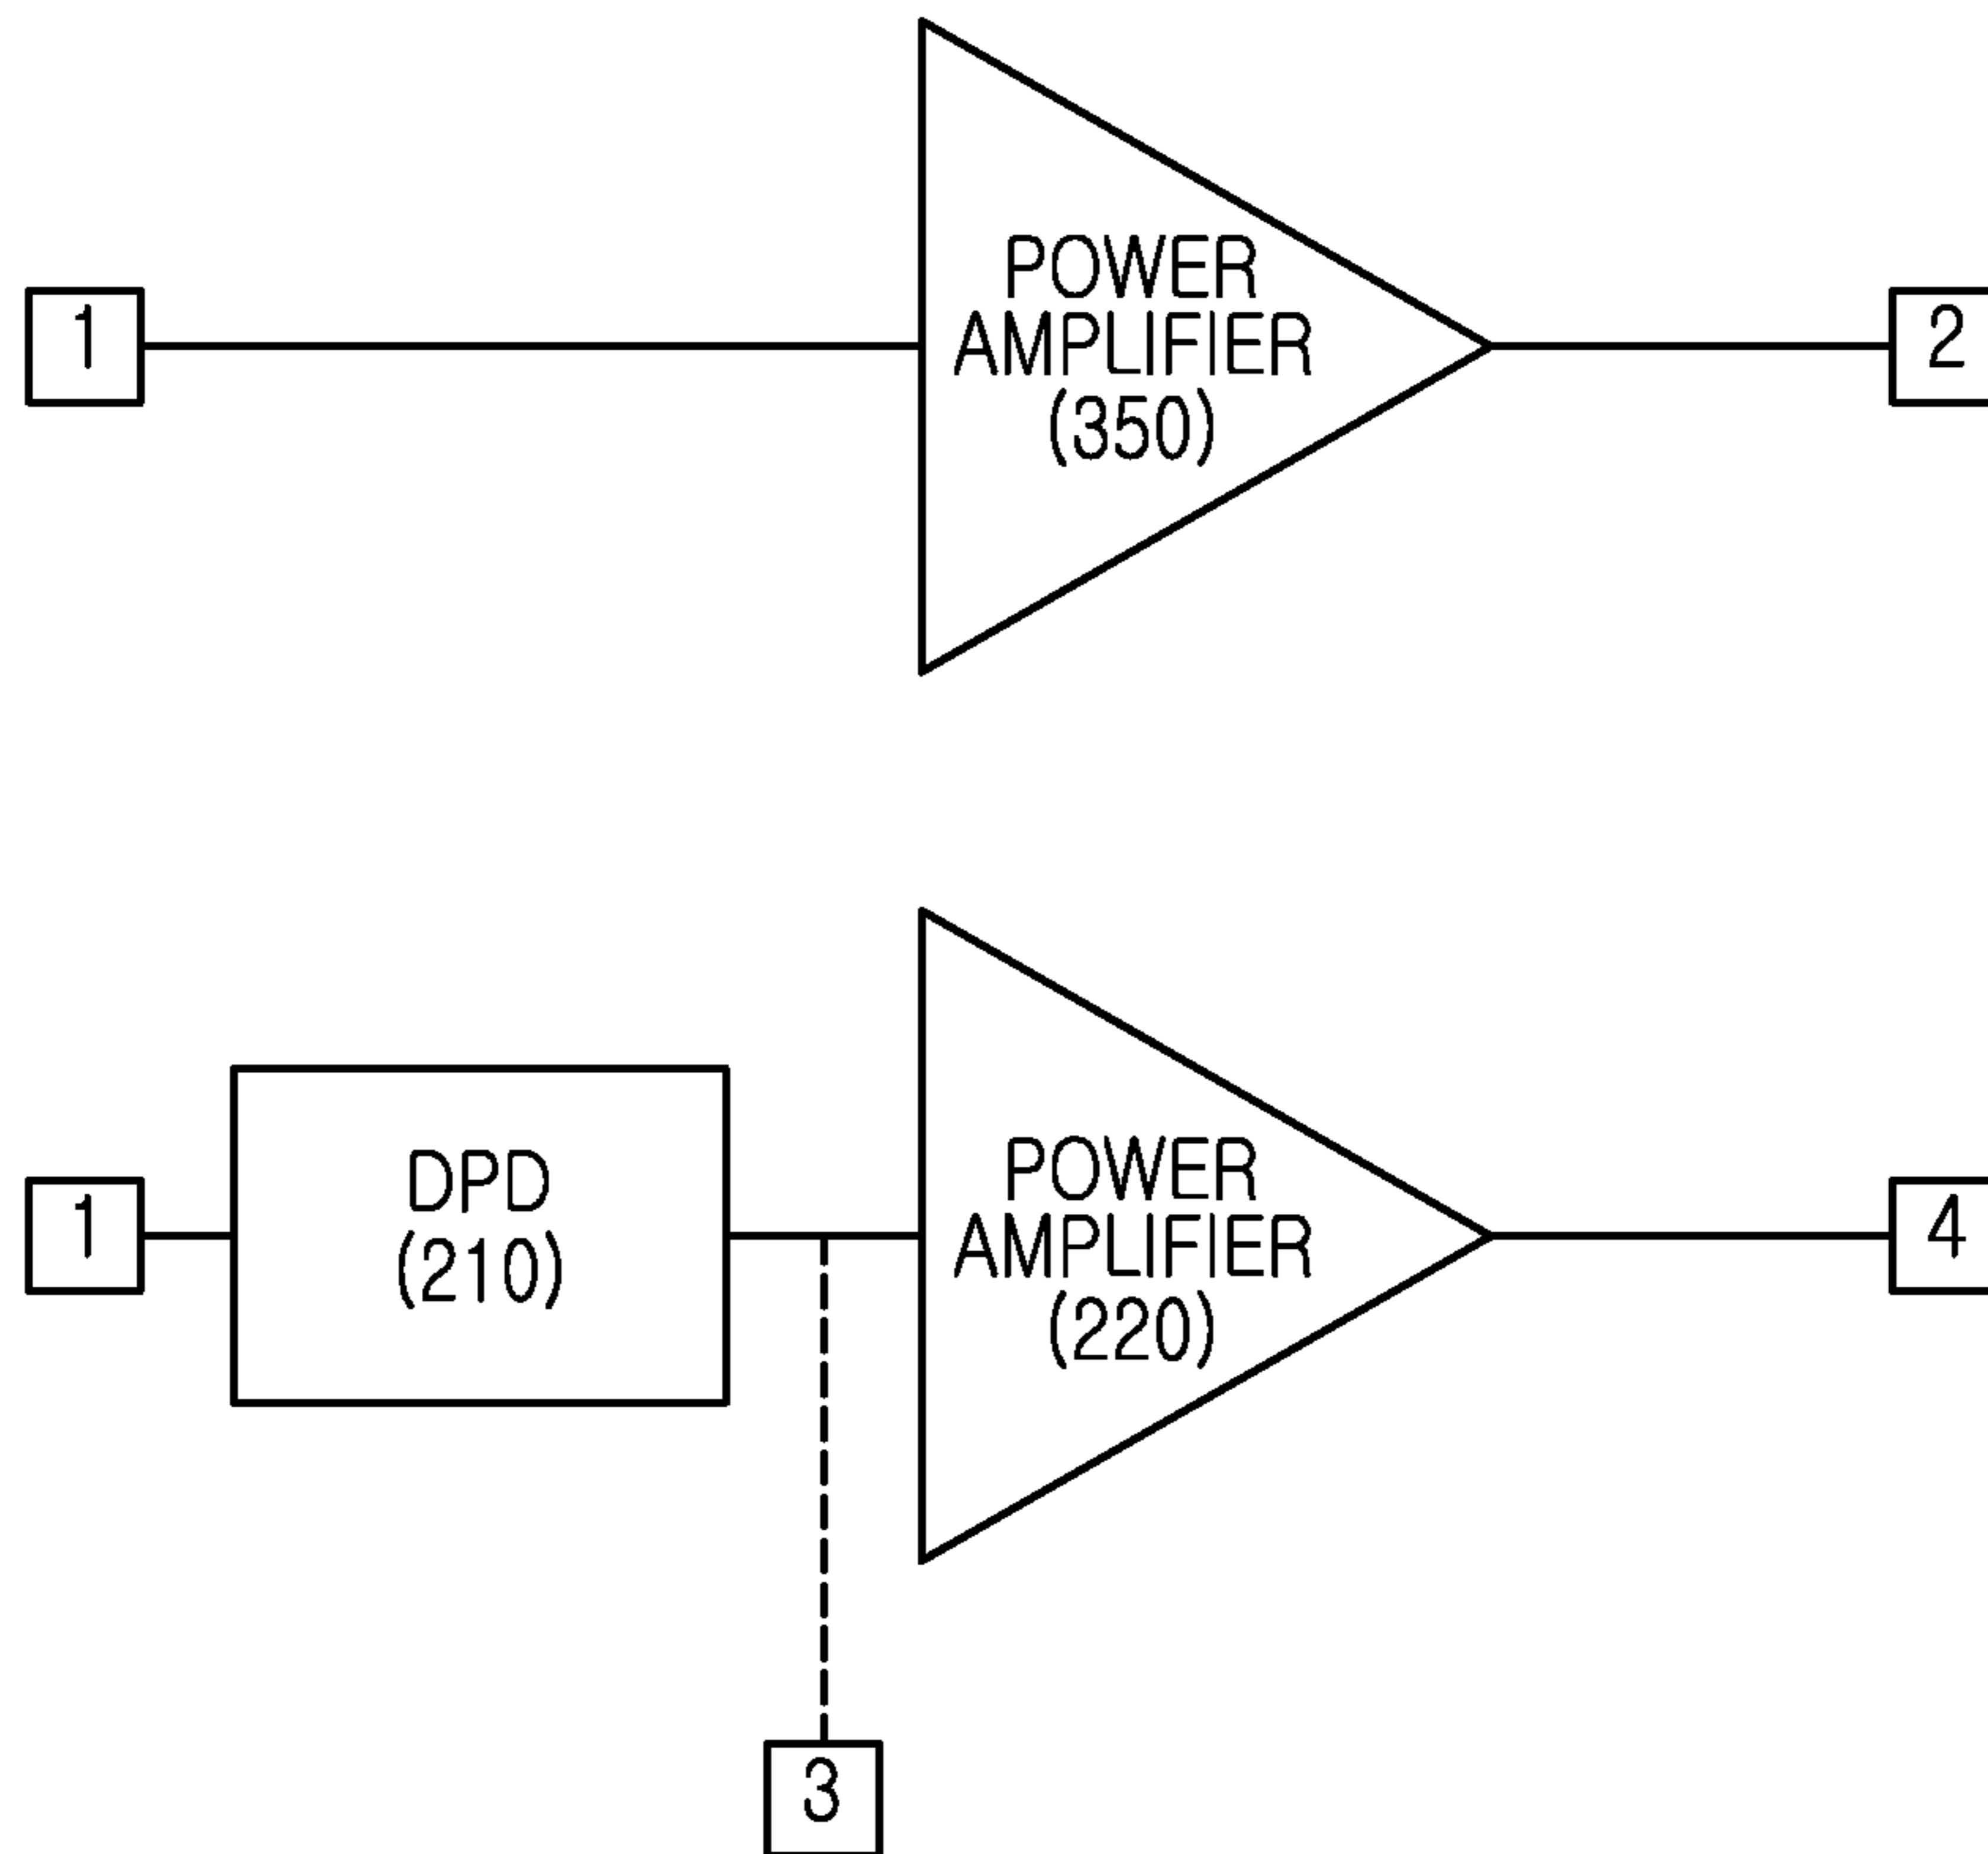 1
POWER
AMPLIFIER
(350)
2
1
DPD
(210)
POWER
AMPLIFIER
(220)
4
3